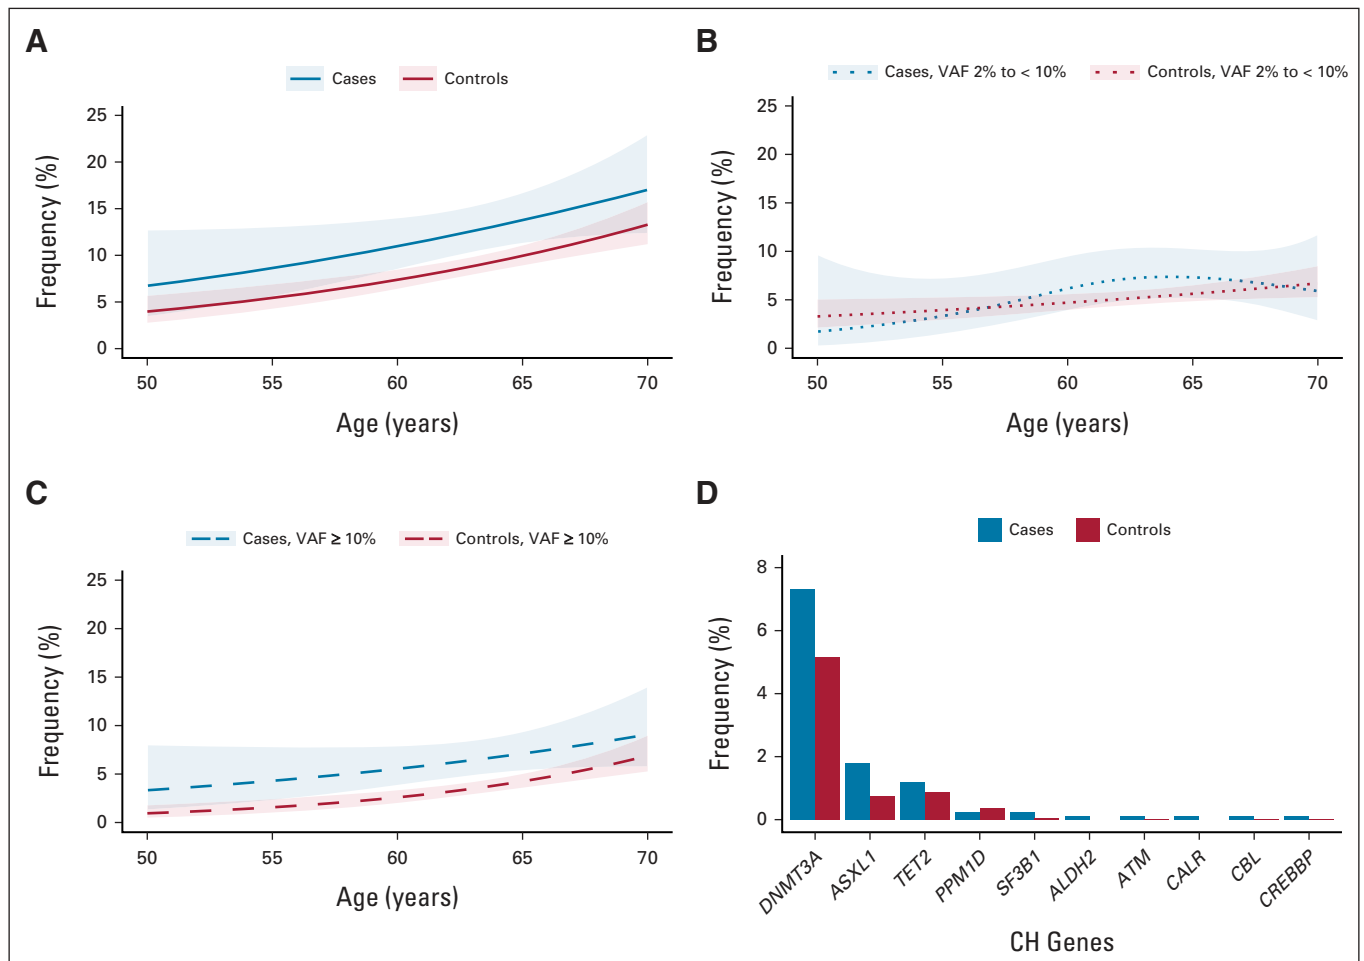 A
Cases
Controls
Frequency (%)
25
20
15
10
5
0
50
55
60
65
70
Age (years)
B
Cases, VAF 2% to < 10%
Controls, VAF 2% to < 10%
Frequency (%)
25
20
15
10
5
0
50
55
60
65
70
Age (years)
C
Cases, VAF ≥ 10%
Controls, VAF ≥ 10%
Frequency (%)
25
20
15
10
5
0
50
55
60
65
70
Age (years)
D
Cases
Controls
Frequency (%)
8
6
4
2
0
DNMT3A
ASXL1
TET2
PPM1D
SF3B1
ALDH2
ATM
CALR
CBL
CREBBP
CH Genes